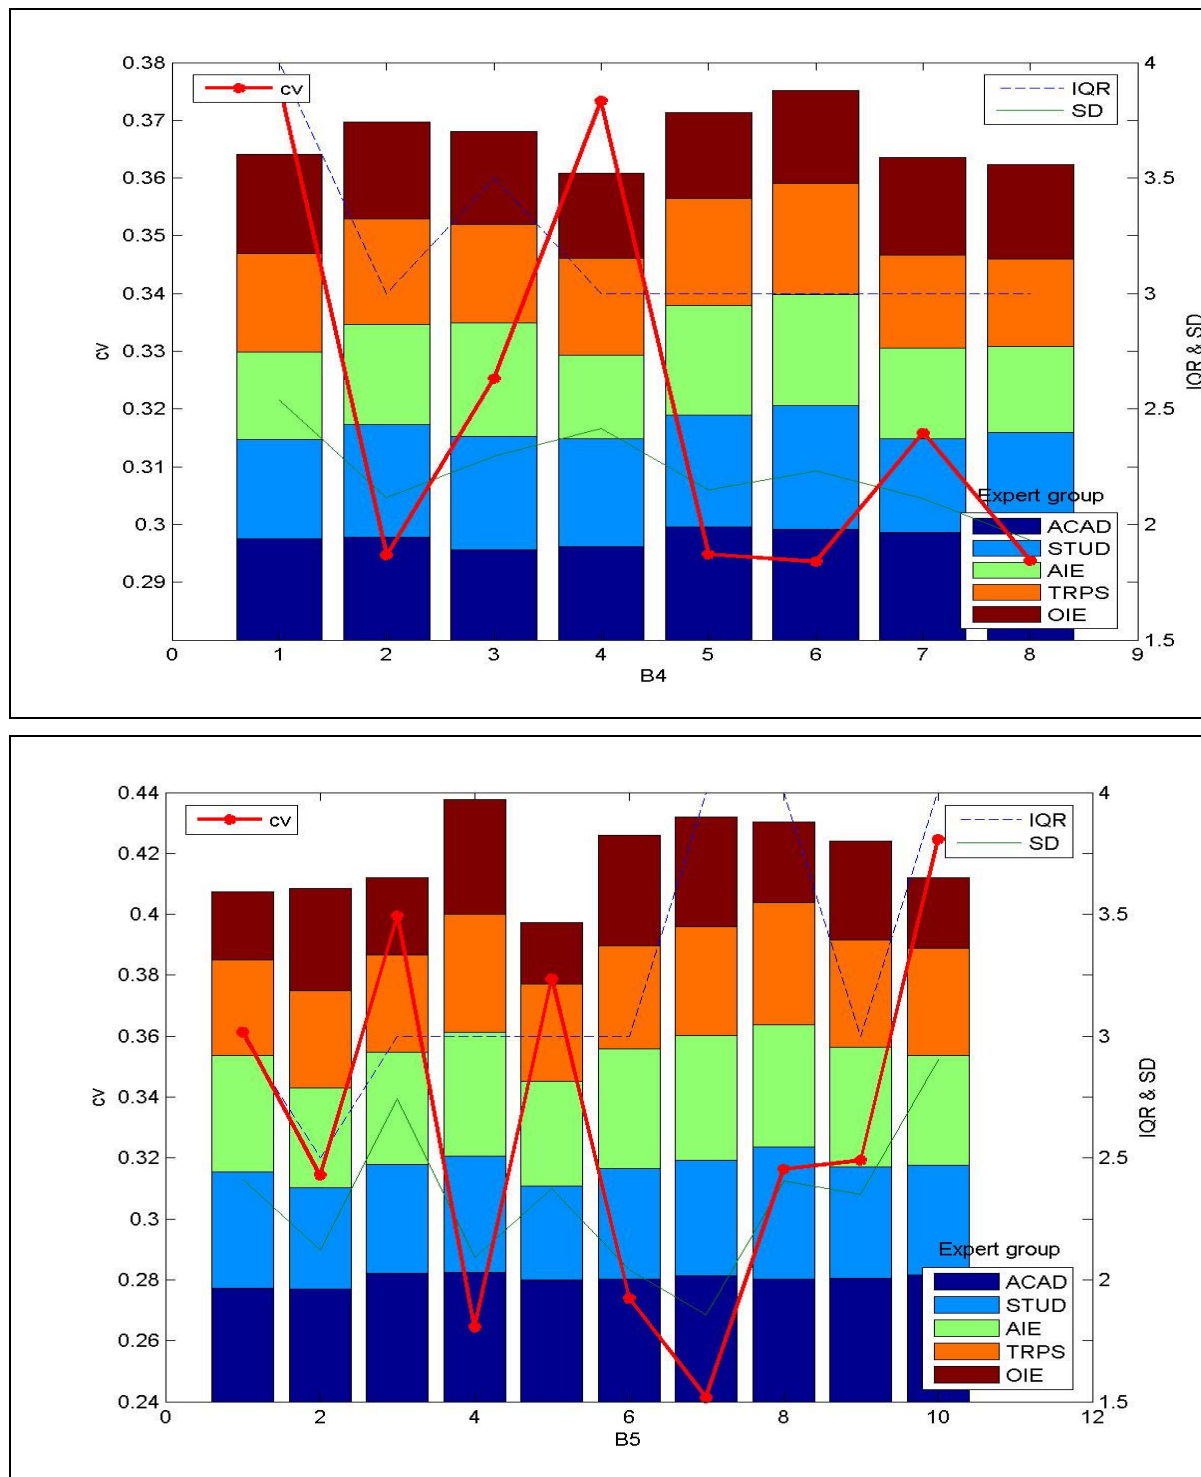 0.38
0.37
0.36
0.35
0.34
0.33
0.32
0.31
0.3
0.29
cv
cv
IQR
SD
4
3.5
3
2.5
2
1.5
IQR & SD
Expert group
ACAD
STUD
AIE
TRPS
OIE
0 1 2 3 4 5 6 7 8 9
B4
0.44
0.42
0.4
0.38
0.36
0.34
0.32
0.3
0.28
0.26
0.24
cv
cv
IQR
SD
4
3.5
3
2.5
2
1.5
IQR & SD
Expert group
ACAD
STUD
AIE
TRPS
OIE
0 2 4 6 8 10 12
B5